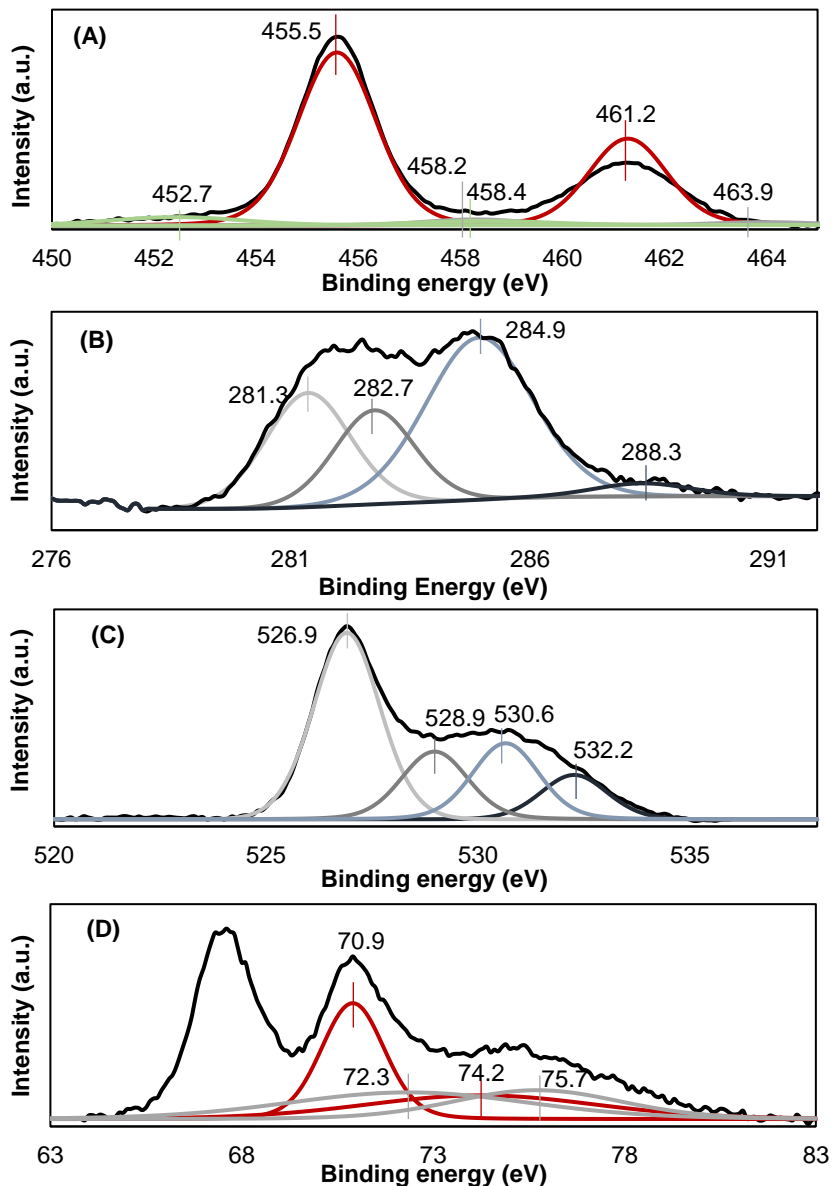 (A)
455.5
461.2
458.2
458.4
452.7
463.9
Intensity (a.u.)
450 452 454 456 458 460 462 464
Binding energy (eV)
(B)
284.9
281.3
282.7
288.3
Intensity (a.u.)
276 281 286 291
Binding Energy (eV)
(C)
526.9
528.9
530.6
532.2
Intensity (a.u.)
520 525 530 535
Binding energy (eV)
(D)
70.9
72.3
74.2
75.7
Intensity (a.u.)
63 68 73 78 83
Binding energy (eV)